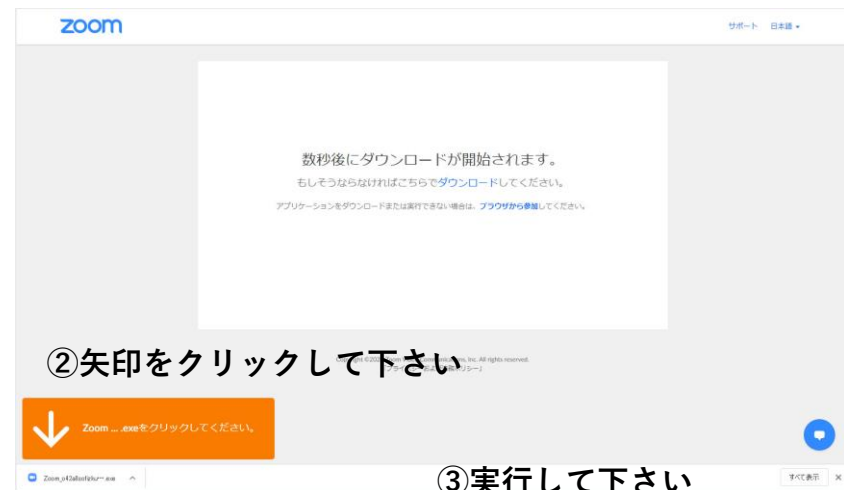 zoom
サポート 日本語
数秒後にダウンロードが開始されます。
もしそうならなければこちらでダウンロードしてください。
アプリケーションをダウンロードまたは実行できない場合は、ブラウザから参加してください。
②矢印をクリックして下さい
Inc. All rights reserved.
Zoom ... .exeをクリックしてください。
③実行して下さい
すべて表示